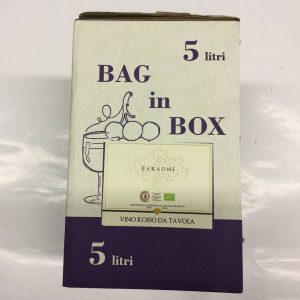 5 litri
BAG
in
BOX
FARAONE
VINO ROSSO DA TAVOLA
5 litri